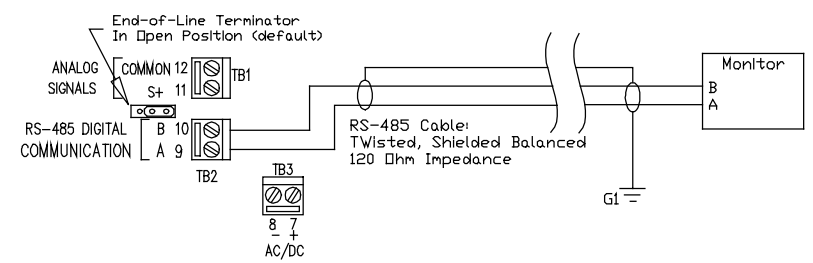 End-of-Line Terminator
In Open Position (default)
ANALOG
SIGNALS
COMMON 12
S+ 11
TB1
RS-485 DIGITAL
COMMUNICATION
B 10
A 9
TB2
TB3
8 7
- +
AC/DC
RS-485 Cable:
TWisted, Shielded Balanced
120 Ohm Impedance
Monitor
B
A
G1